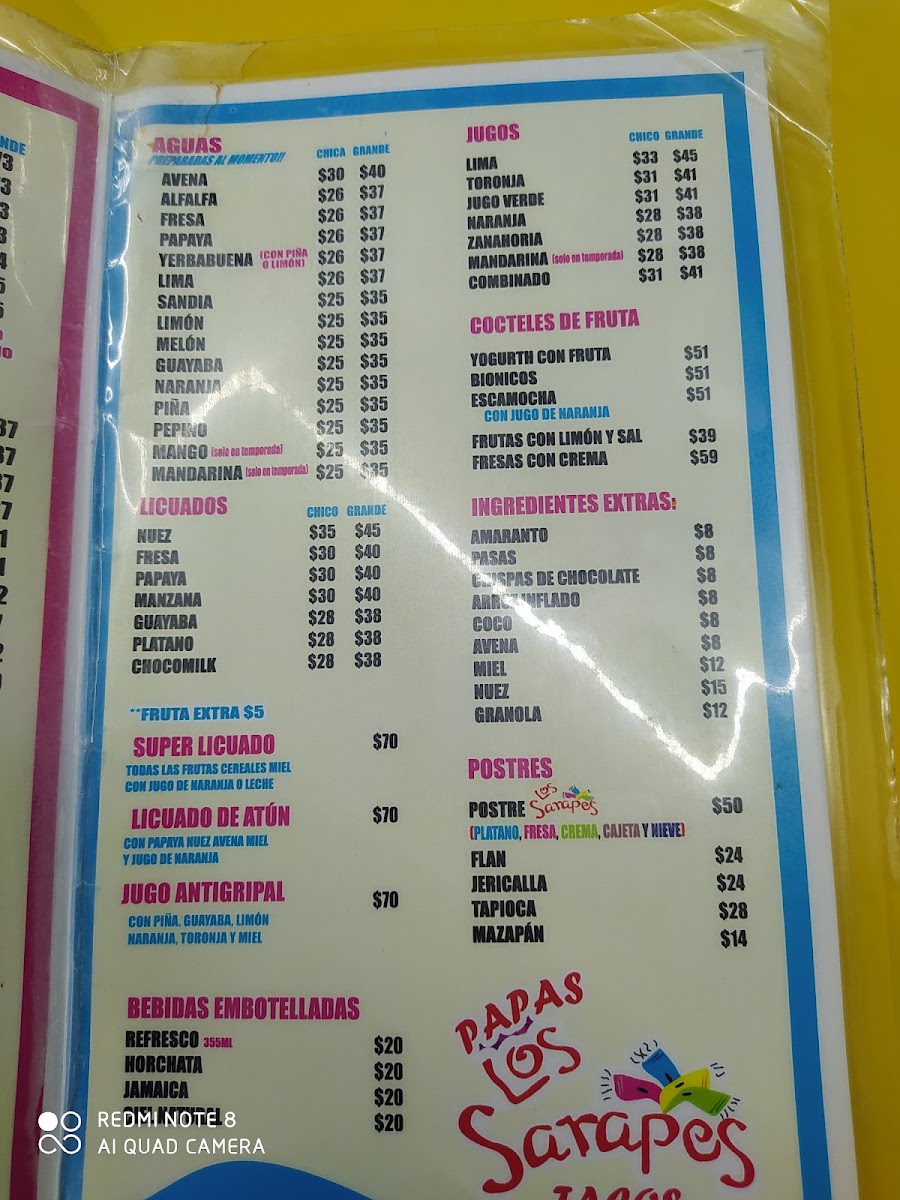 NDE
73
AGUAS
PREPARADAS AL MOMENTO!!
CHICA GRANDE
AVENA $30 $40
ALFALFA $26 $37
FRESA $26 $37
PAPAYA $26 $37
YERBABUENA (CON PIÑA O LIMÓN) $26 $37
LIMA $26 $37
SANDIA $25 $35
LIMÓN $25 $35
MELÓN $25 $35
GUAYABA $25 $35
NARANJA $25 $35
PIÑA $25 $35
PEPINO $25 $35
MANGO (solo en temporada) $25 $35
MANDARINA (solo en temporada) $25 $35
LICUADOS
CHICO GRANDE
NUEZ $35 $45
FRESA $30 $40
PAPAYA $30 $40
MANZANA $30 $40
GUAYABA $28 $38
PLATANO $28 $38
CHOCOMILK $28 $38
**FRUTA EXTRA $5
SUPER LICUADO $70
TODAS LAS FRUTAS CEREALES MIEL
CON JUGO DE NARANJA O LECHE
LICUADO DE ATÚN $70
CON PAPAYA NUEZ AVENA MIEL
Y JUGO DE NARANJA
JUGO ANTIGRIPAL $70
CON PIÑA, GUAYABA, LIMÓN
NARANJA, TORONJA Y MIEL
BEBIDAS EMBOTELLADAS
REFRESCO 355ML $20
HORCHATA $20
JAMAICA $20
$20
JUGOS
CHICO GRANDE
LIMA $33 $45
TORONJA $31 $41
JUGO VERDE $31 $41
NARANJA $28 $38
ZANAHORIA $28 $38
MANDARINA (solo en temporada) $28 $38
COMBINADO $31 $41
COCTELES DE FRUTA
YOGURTH CON FRUTA $51
BIONICOS $51
ESCAMOCHA $51
CON JUGO DE NARANJA
FRUTAS CON LIMÓN Y SAL $39
FRESAS CON CREMA $59
INGREDIENTES EXTRAS:
AMARANTO $8
PASAS $8
CHISPAS DE CHOCOLATE $8
ARROZ INFLADO $8
COCO $8
AVENA $8
MIEL $12
NUEZ $15
GRANOLA $12
POSTRES
POSTRE Los Sarapes $50
(PLATANO, FRESA, CREMA, CAJETA Y NIEVE)
FLAN $24
JERICALLA $24
TAPIOCA $28
MAZAPÁN $14
PAPAS
Los
Sarapes
TACOS
REDMI NOTE 8
AI QUAD CAMERA